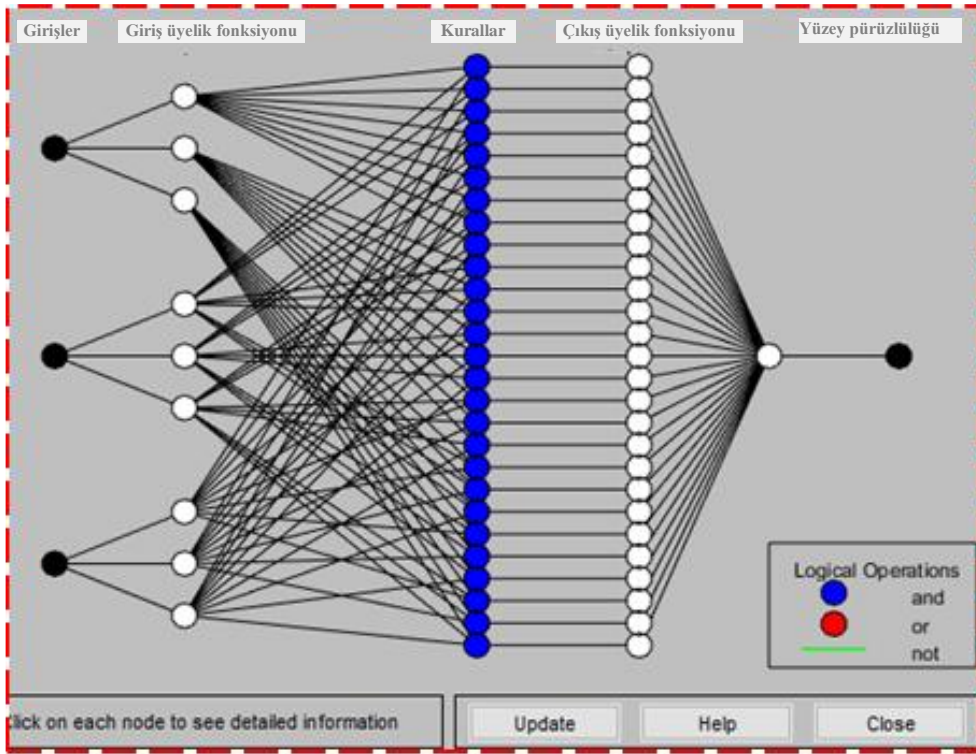 Girişler
Giriş üyelik fonksiyonu
Kurallar
Çıkış üyelik fonksiyonu
Yüzey pürüzlülüğü
Logical Operations
and
or
not
lick on each node to see detailed information
Update
Help
Close